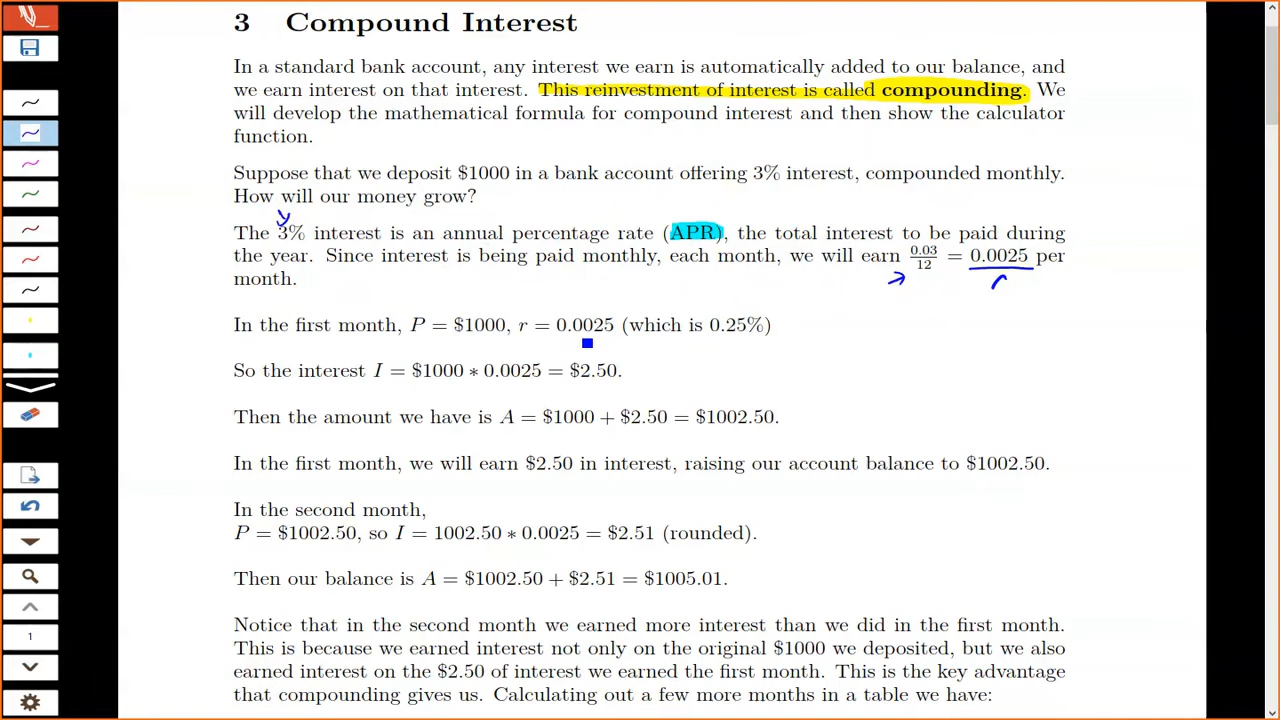 3 Compound Interest
In a standard bank account, any interest we earn is automatically added to our balance, and
we earn interest on that interest. This reinvestment of interest is called compounding. We
will develop the mathematical formula for compound interest and then show the calculator
function.
Suppose that we deposit $1000 in a bank account offering 3% interest, compounded monthly.
How will our money grow?
The 3% interest is an annual percentage rate (APR), the total interest to be paid during
the year. Since interest is being paid monthly, each month, we will earn 0.03/12 = 0.0025 per
month.
r
In the first month, P = $1000, r = 0.0025 (which is 0.25%)
So the interest I = $1000 ∗ 0.0025 = $2.50.
Then the amount we have is A = $1000 + $2.50 = $1002.50.
In the first month, we will earn $2.50 in interest, raising our account balance to $1002.50.
In the second month,
P = $1002.50, so I = 1002.50 ∗ 0.0025 = $2.51 (rounded).
Then our balance is A = $1002.50 + $2.51 = $1005.01.
Notice that in the second month we earned more interest than we did in the first month.
This is because we earned interest not only on the original $1000 we deposited, but we also
earned interest on the $2.50 of interest we earned the first month. This is the key advantage
that compounding gives us. Calculating out a few more months in a table we have:
1